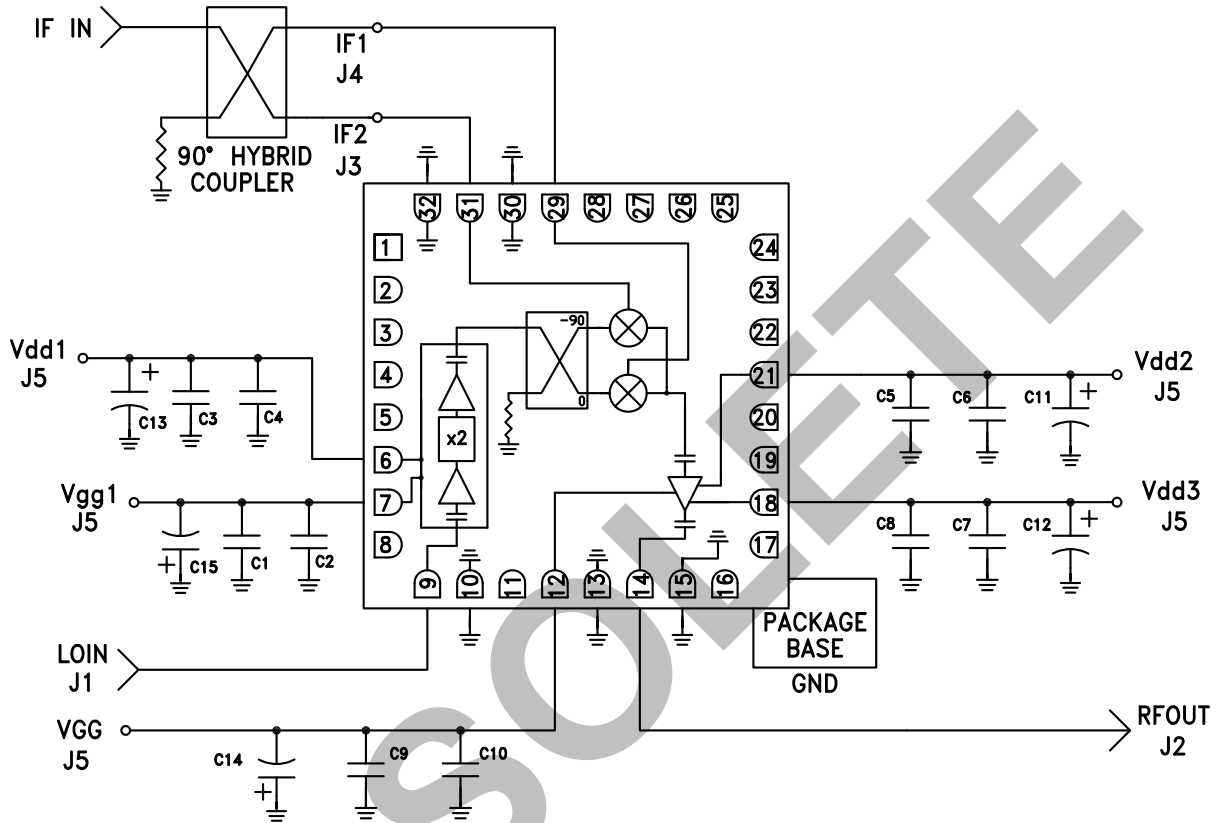 IF IN
IF1
J4
IF2
J3
90° HYBRID
COUPLER
32
31
30
29
28
27
26
25
1
2
3
4
5
6
7
8
24
23
22
21
20
19
18
17
9
10
11
12
13
14
15
16
-90
0
x2
Vdd1
J5
C13
C3
C4
Vgg1
J5
C15
C1
C2
+
+
Vdd2
J5
C5
C6
C11
+
Vdd3
J5
C8
C7
C12
+
PACKAGE
BASE
GND
LOIN
J1
VGG
J5
C14
C9
C10
+
RFOUT
J2
SOLETE